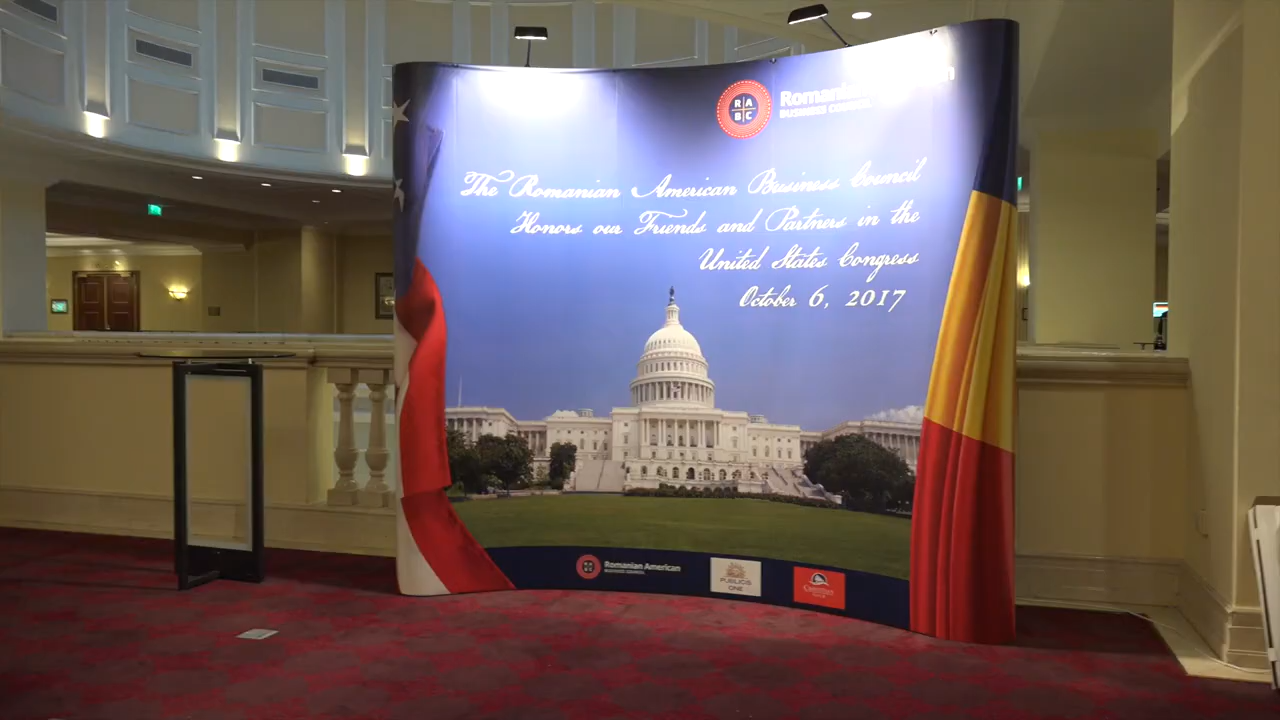 R A
B C
Romanian American
BUSINESS COUNCIL
The Romanian American Business Council
Honors our Friends and Partners in the
United States Congress
October 6, 2017
Romanian American
BUSINESS COUNCIL
PUBLICIS
ONE